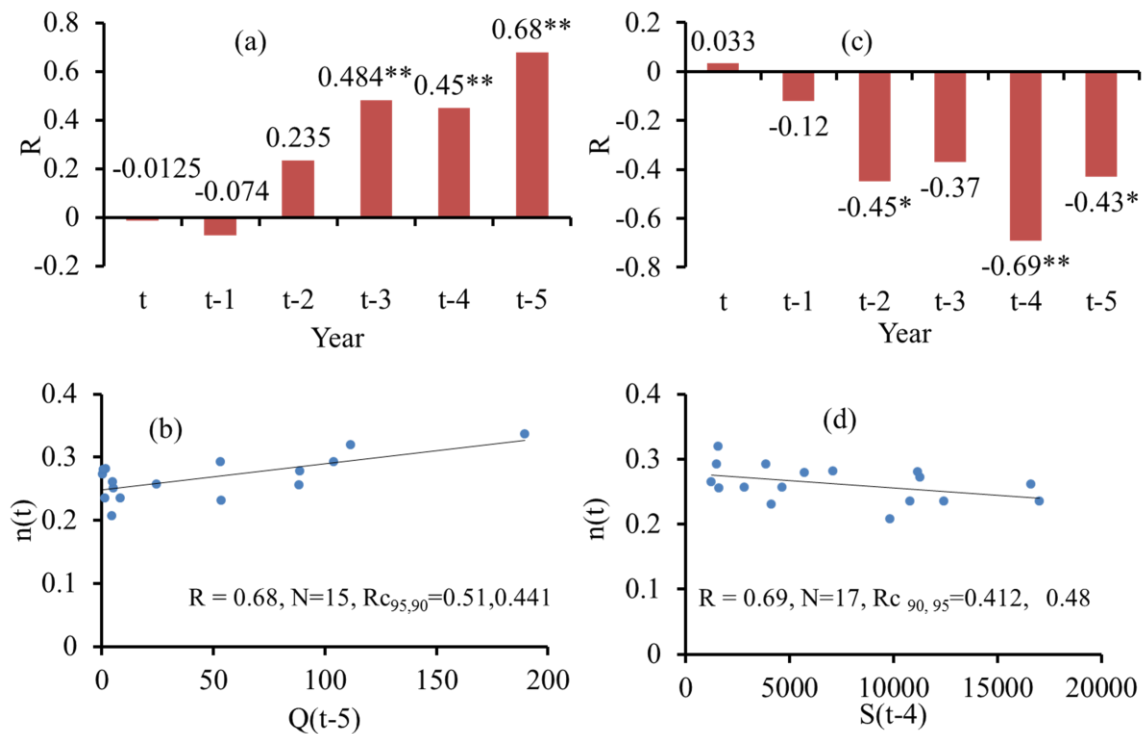 (a)
0.8
0.6
0.4
0.2
0
-0.2
R
-0.0125
-0.074
0.235
0.484**
0.45**
0.68**
t t-1 t-2 t-3 t-4 t-5
Year
(c)
0.2
0
-0.2
-0.4
-0.6
-0.8
R
0.033
-0.12
-0.45*
-0.37
-0.69**
-0.43*
t t-1 t-2 t-3 t-4 t-5
Year
(b)
0.4
0.3
0.2
0.1
0
n(t)
R = 0.68, N=15, Rc95,90=0.51,0.441
0 50 100 150 200
Q(t-5)
(d)
0.4
0.3
0.2
0.1
0
n(t)
R = 0.69, N=17, Rc 90, 95=0.412, 0.48
0 5000 10000 15000 20000
S(t-4)